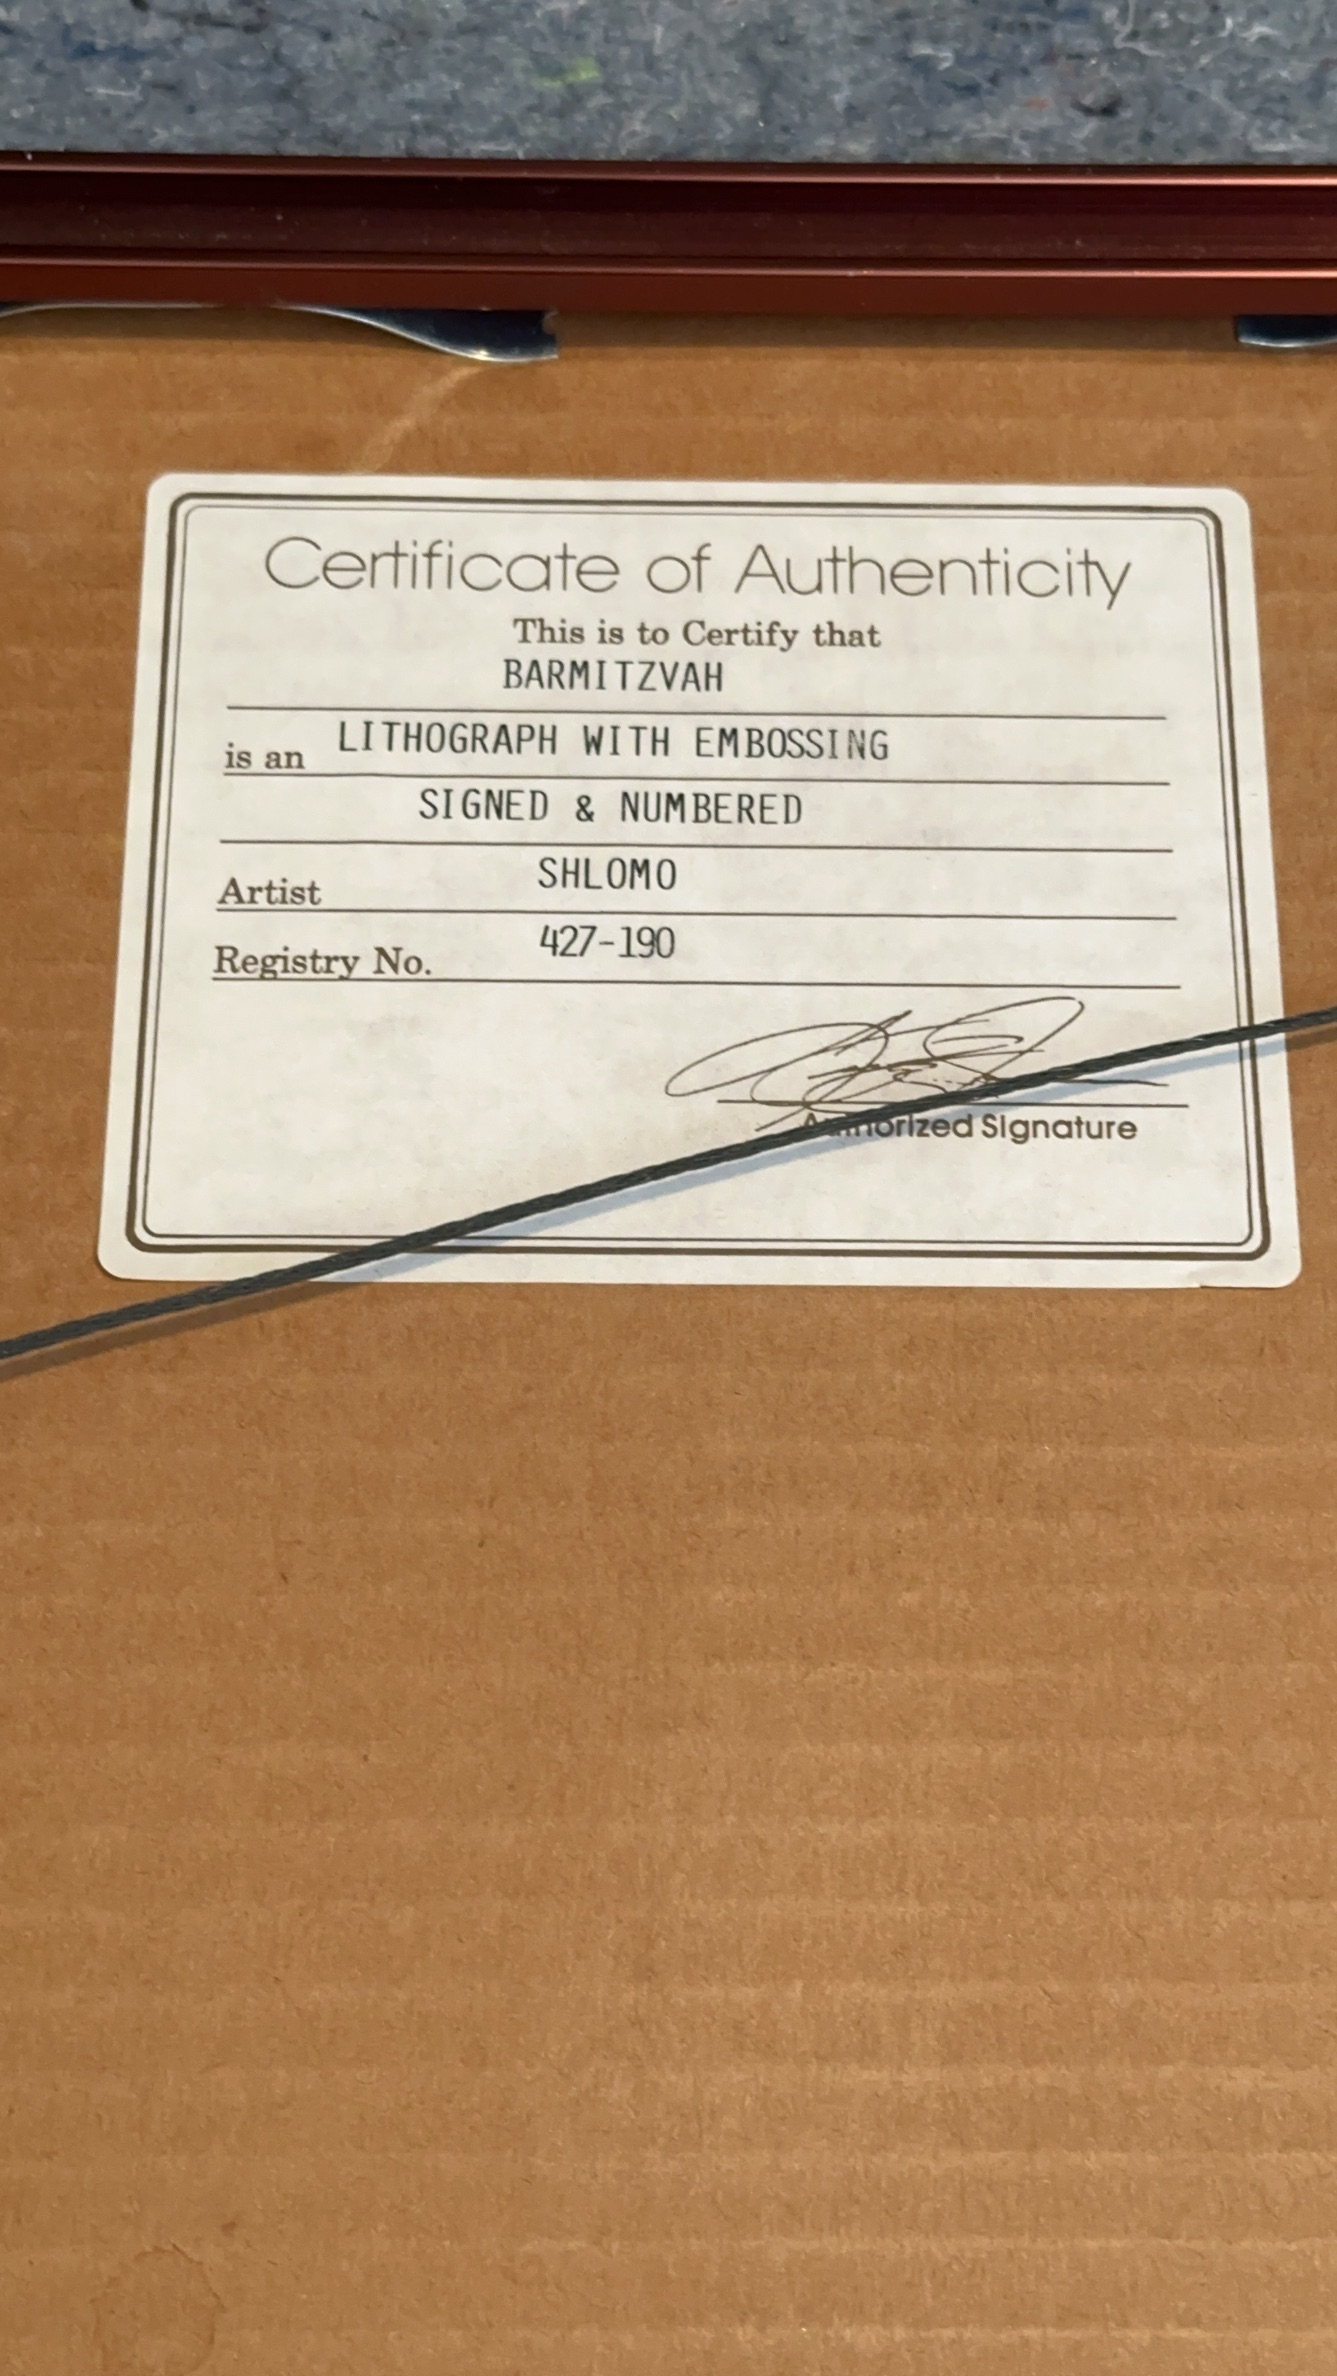 Certificate of Authenticity
This is to Certify that
BARMITZVAH
is an LITHOGRAPH WITH EMBOSSING
SIGNED & NUMBERED
Artist SHLOMO
Registry No. 427-190
Authorized Signature